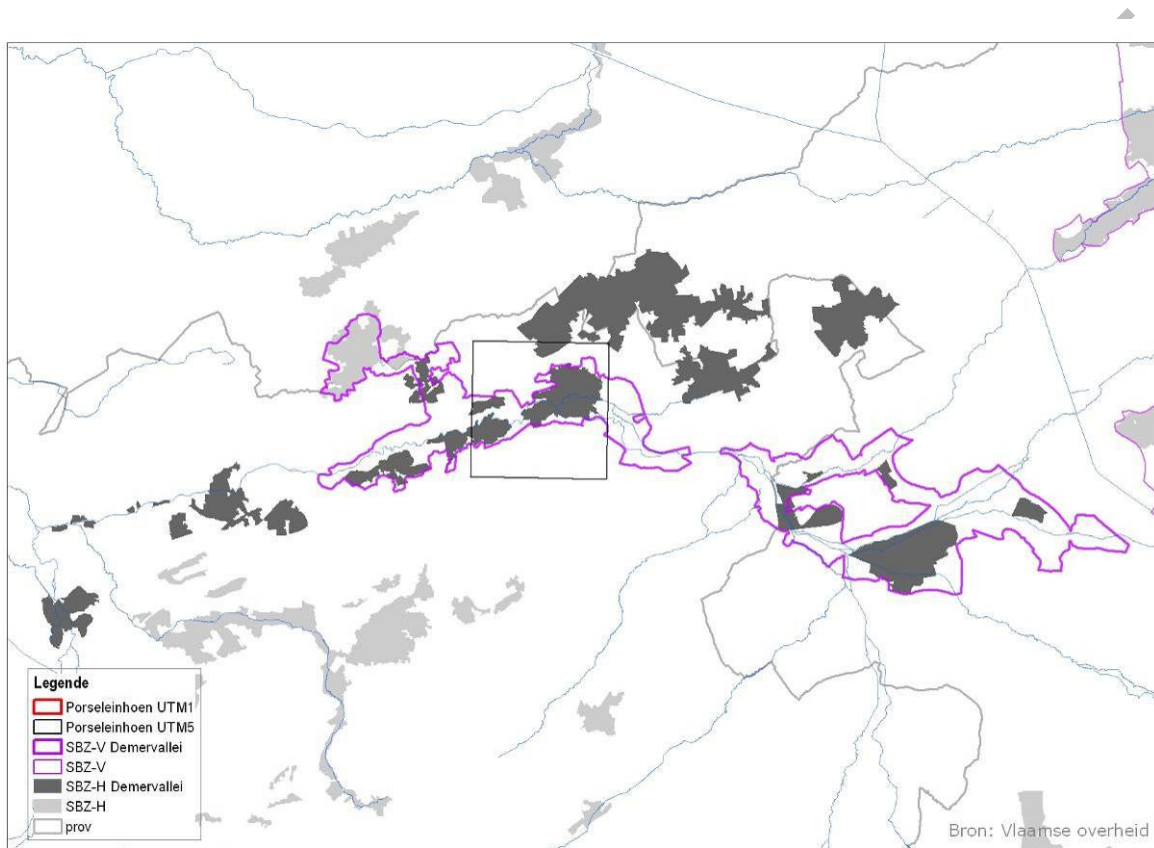 Legende
Porseleinhoen UTM1
Porseleinhoen UTM5
SBZ-V Demervallei
SBZ-V
SBZ-H Demervallei
SBZ-H
prov
Bron: Vlaamse overheid